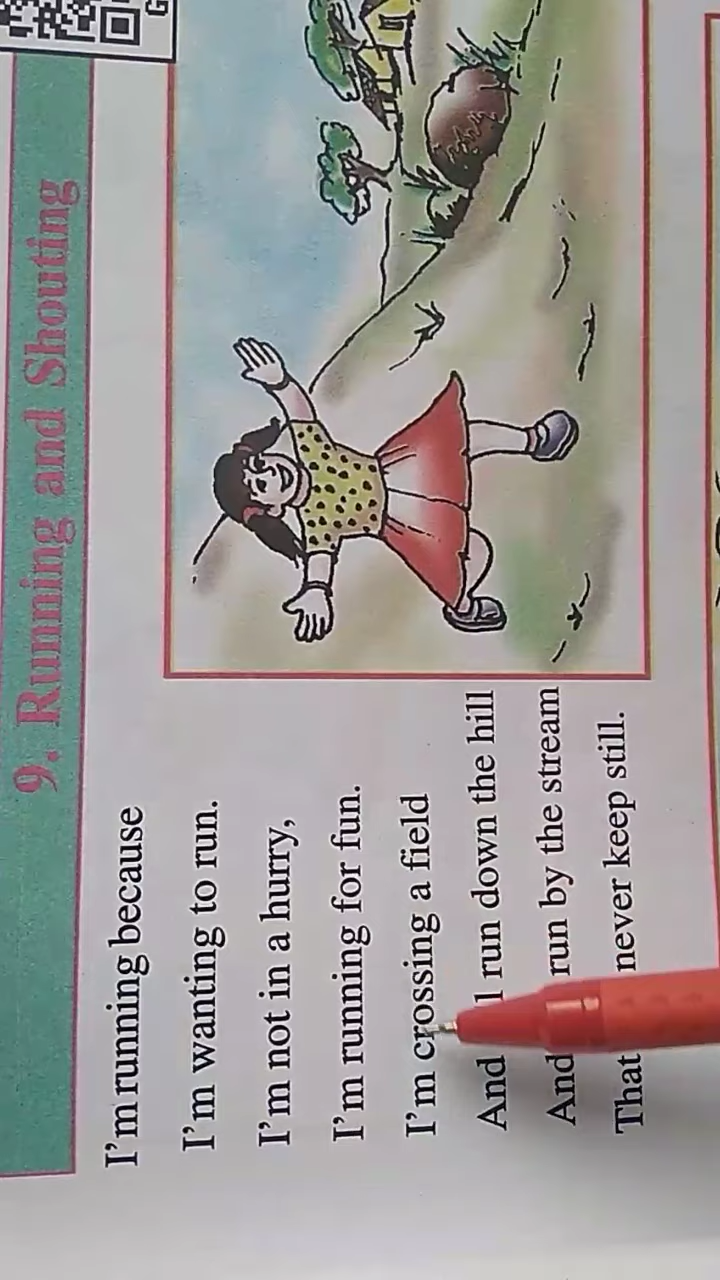 9. Running and Shouting
I'm running because
I'm wanting to run.
I'm not in a hurry,
I'm running for fun.
I'm crossing a field
And run down the hill
And run by the stream
That never keep still.